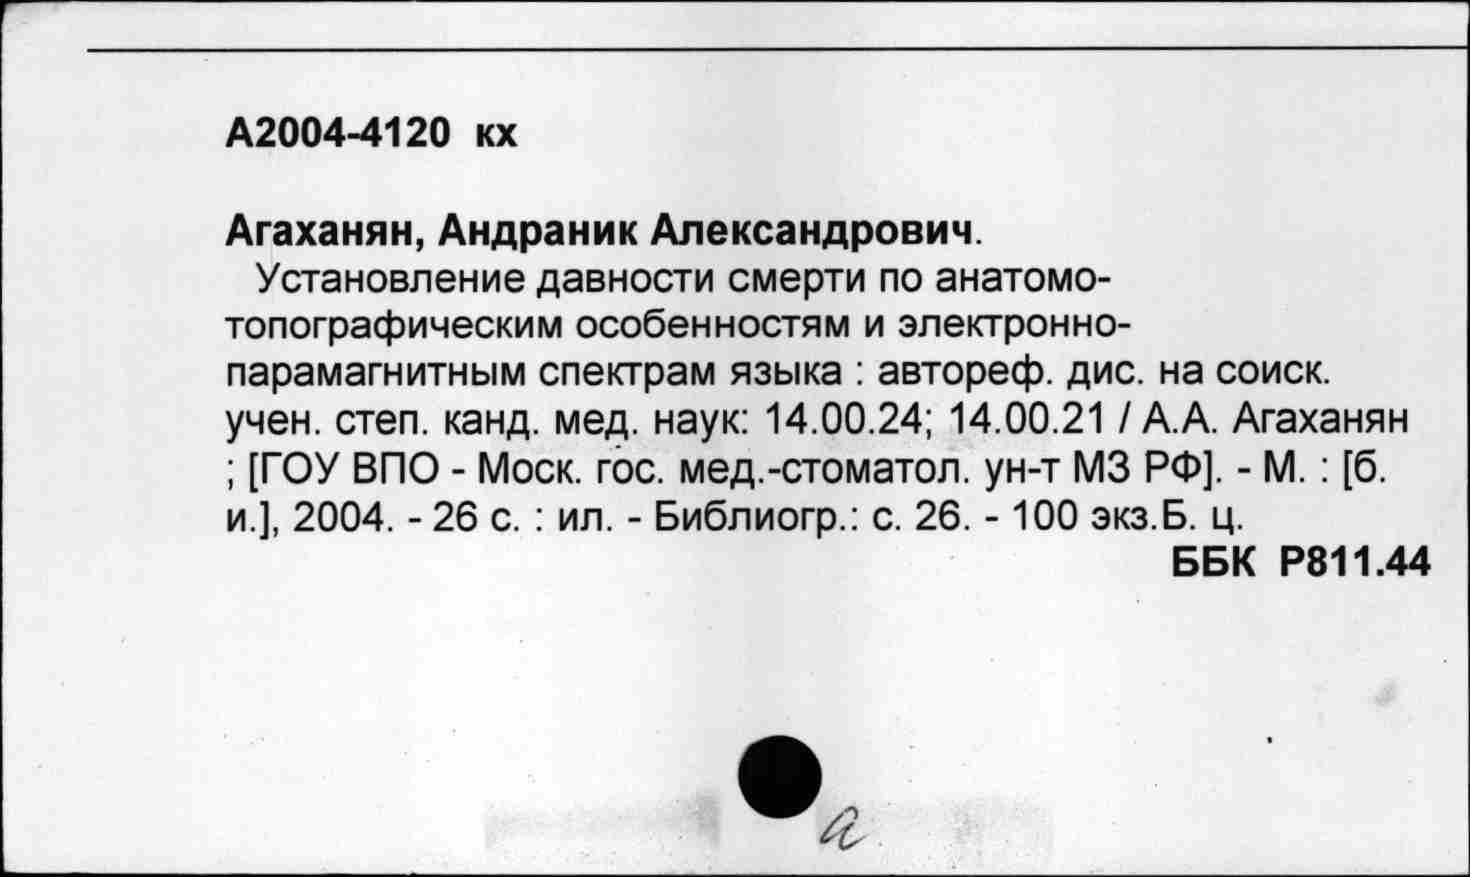 А2004-4120 кх
Агаханян, Андраник Александрович.
Установление давности смерти по анатомо-
топографическим особенностям и электронно-
парамагнитным спектрам языка : автореф. дис. на соиск.
учен. степ. канд. мед. наук: 14.00.24; 14.00.21 / А.А. Агаханян
; [ГОУ ВПО - Моск. гос. мед.-стоматол. ун-т МЗ РФ]. - М. : [б.
и.], 2004. - 26 с. : ил. - Библиогр.: с. 26. - 100 экз.Б. ц.
ББК Р811.44
а